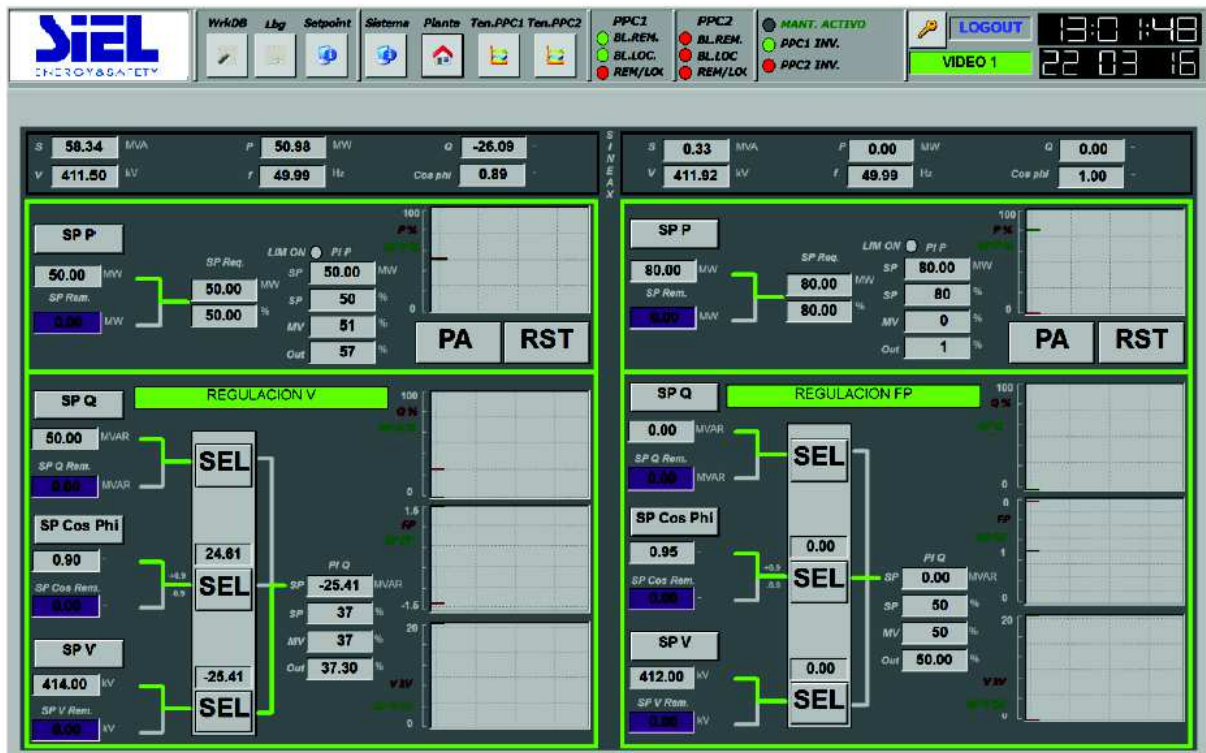 SIEL
ENERGY&SAFETY
WrkDB Lbg Setpoint Sistema Planta Ten.PPC1 Ten.PPC2
PPC1
BL.REM.
BL.LOC.
REM/LOC
PPC2
BL.REM.
BL.LOC
REM/LOC
MANT. ACTIVO
PPC1 INV.
PPC2 INV.
LOGOUT
VIDEO 1
13:01:48
22 03 16
S 58.34 MVA P 50.98 MW Q -26.09 -
V 411.50 kV f 49.99 Hz Cos phi 0.89 -
SINEAX
S 0.33 MVA P 0.00 MW Q 0.00 -
V 411.92 kV f 49.99 Hz Cos phi 1.00 -
SP P
50.00 MW
SP Rem.
0.00 MW
SP Req.
50.00 MW
50.00 %
LIM ON PI P
SP 50.00 MW
SP 50 %
MV 51 %
Out 57 %
100
P %
0
PA RST
REGULACION V
SP Q
50.00 MVAR
SP Q Rem.
0.00 MVAR
SEL
SP Cos Phi
0.90 -
SP Cos Rem.
0.00 -
+0.9
-0.9
24.61
SEL
SP V
414.00 kV
SP V Rem.
0.00 kV
-25.41
SEL
PI Q
SP -25.41 MVAR
SP 37 %
MV 37 %
Out 37.30 %
100
Q %
0
1.5
FP
-1.5
20
V kV
0
SP P
80.00 MW
SP Rem.
0.00 MW
SP Req.
80.00 MW
80.00 %
LIM ON PI P
SP 80.00 MW
SP 80 %
MV 0 %
Out 1 %
100
P %
0
PA RST
REGULACION FP
SP Q
0.00 MVAR
SP Q Rem.
0.00 MVAR
SEL
SP Cos Phi
0.95 -
SP Cos Rem.
0.00 -
+0.9
-0.9
0.00
SEL
SP V
412.00 kV
SP V Rem.
0.00 kV
0.00
SEL
PI Q
SP 0.00 MVAR
SP 50 %
MV 50 %
Out 50.00 %
100
Q %
0
0
FP
1
0
20
V kV
0